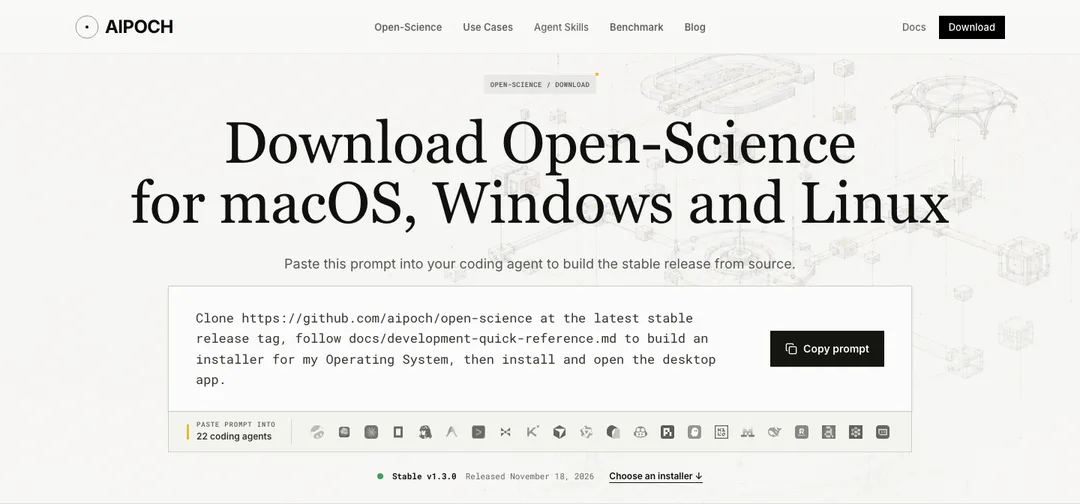 AIPOCH
Open-Science Use Cases Agent Skills Benchmark Blog
Docs Download
OPEN-SCIENCE / DOWNLOAD
Download Open-Science
for macOS, Windows and Linux
Paste this prompt into your coding agent to build the stable release from source.
Clone https://github.com/aipoch/open-science at the latest stable
release tag, follow docs/development-quick-reference.md to build an
installer for my Operating System, then install and open the desktop
app.
Copy prompt
PASTE PROMPT INTO
22 coding agents
Stable v1.3.0 Released November 18, 2026 Choose an installer ↓